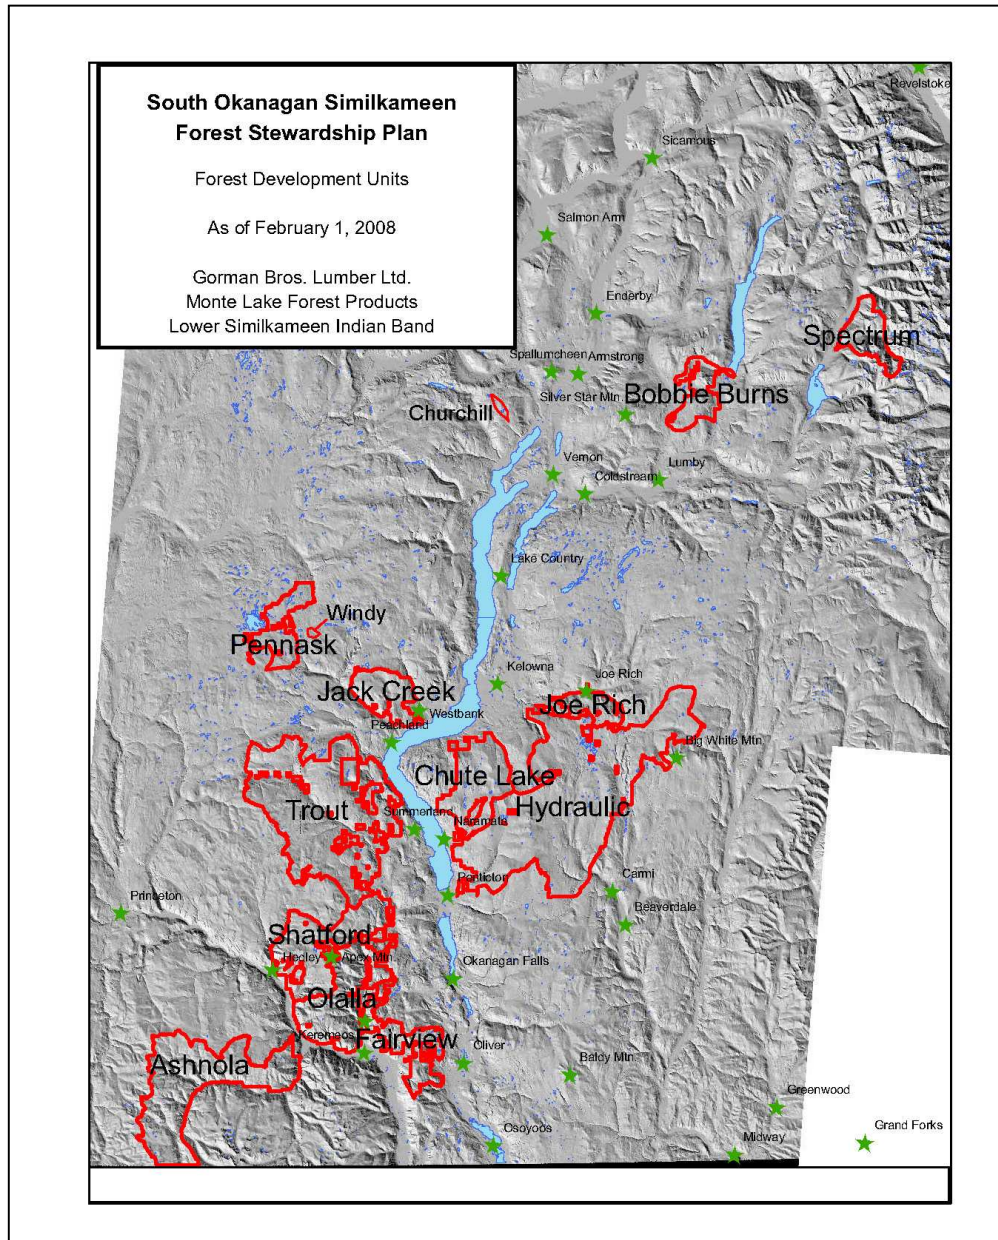 South Okanagan Similkameen
Forest Stewardship Plan
Forest Development Units
As of February 1, 2008
Gorman Bros. Lumber Ltd.
Monte Lake Forest Products
Lower Similkameen Indian Band
Revelstoke
Sicamous
Salmon Arm
Enderby
Spectrum
Spallumcheen
Armstrong
Silver Star Mtn.
Bobbie Burns
Churchill
Vernon
Lumby
Coldstream
Lake Country
Windy
Pennask
Kelowna
Joe Rich
Jack Creek
Joe Rich
Westbank
Peachland
Big White Mtn.
Chute Lake
Trout
Hydraulic
Summerland
Naramata
Penticton
Carmi
Princeton
Beaverdale
Shatford
Hedley
Apex Mtn.
Okanagan Falls
Olalla
Keremeos
Fairview
Oliver
Ashnola
Baldy Mtn.
Greenwood
Osoyoos
Grand Forks
Midway